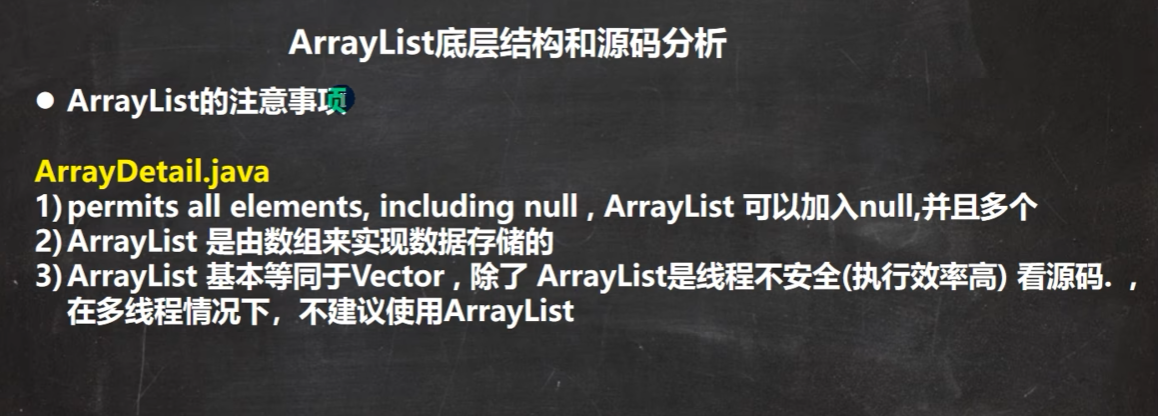 ArrayList底层结构和源码分析
● ArrayList的注意事项
ArrayDetail.java
1) permits all elements, including null , ArrayList 可以加入null,并且多个
2) ArrayList 是由数组来实现数据存储的
3) ArrayList 基本等同于Vector , 除了 ArrayList是线程不安全(执行效率高) 看源码. ,
在多线程情况下，不建议使用ArrayList